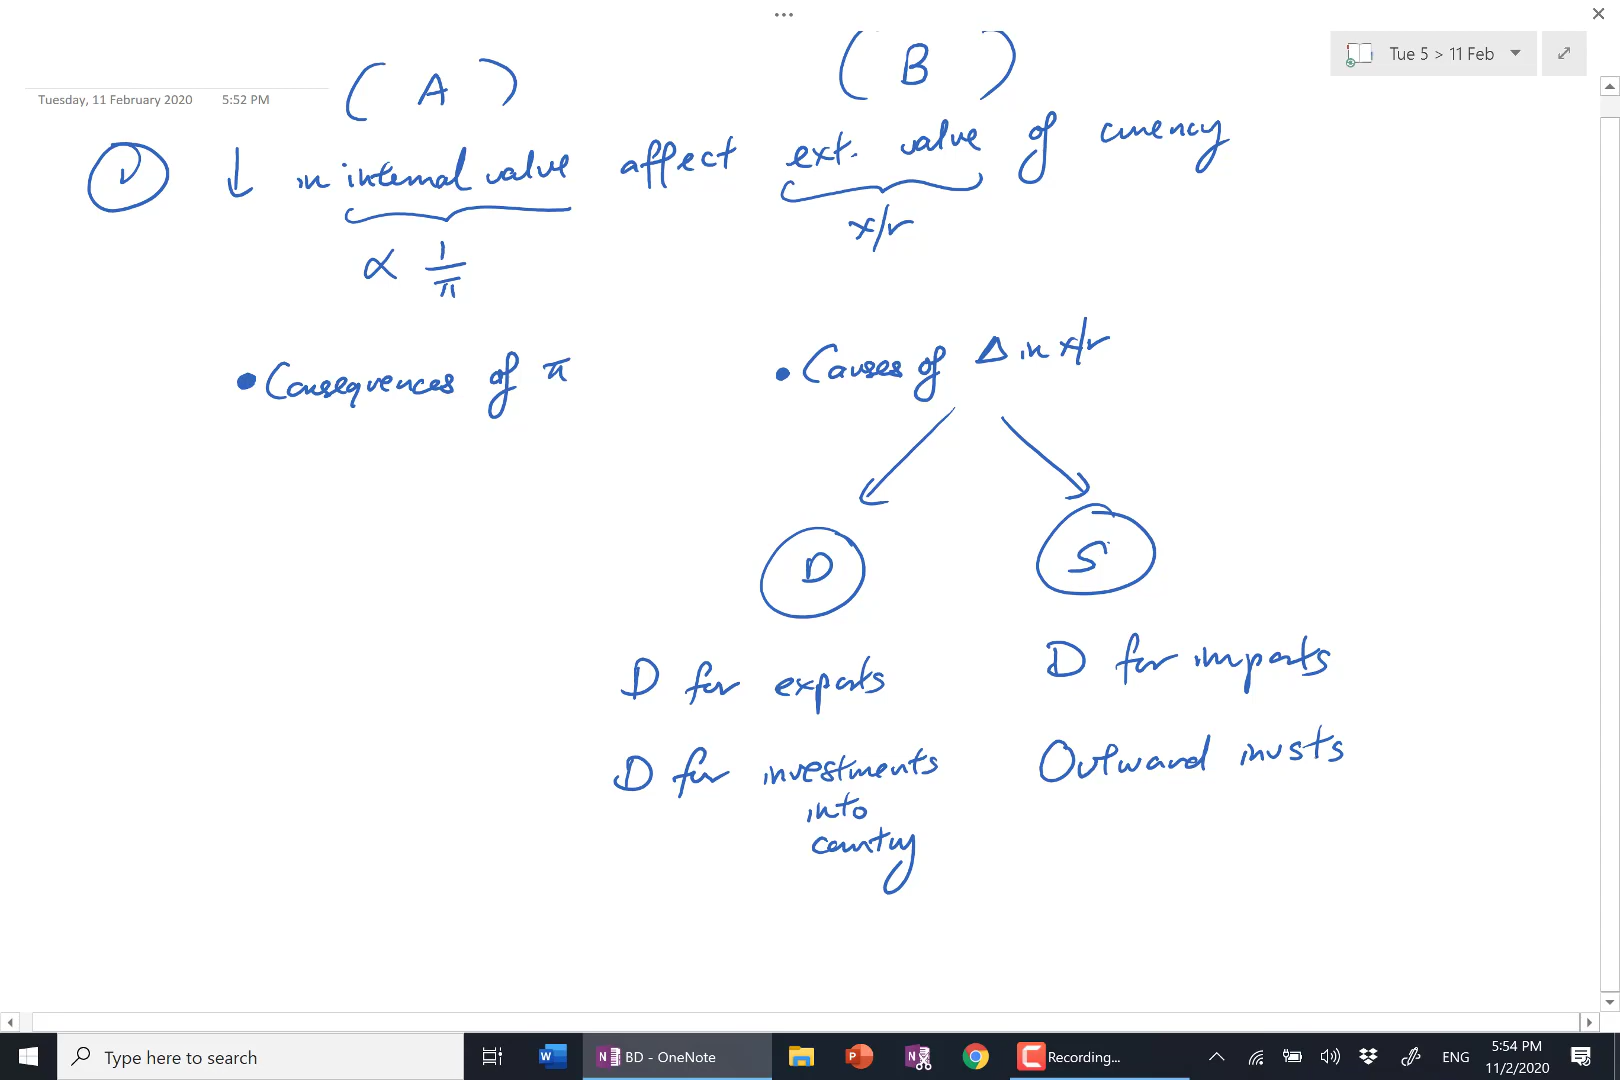 Tue 5 > 11 Feb
Tuesday, 11 February 2020 5:52 PM
( A ) ( B )
1 ↓ in internal value affect ext. value of currency
x/r
∝ 1/π
• Consequences of π • Causes of Δ in x/r
D S
D for exports D for imports
D for investments Outward invsts
into
country
Type here to search
BD - OneNote
Recording...
ENG
5:54 PM
11/2/2020